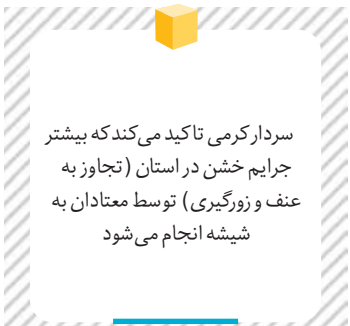 سردار کرمی تاکید می‌کند که بیشتر
جرایم خشن در استان (تجاوز به
عنف و زورگیری) توسط معتادان به
شیشه انجام می‌شود